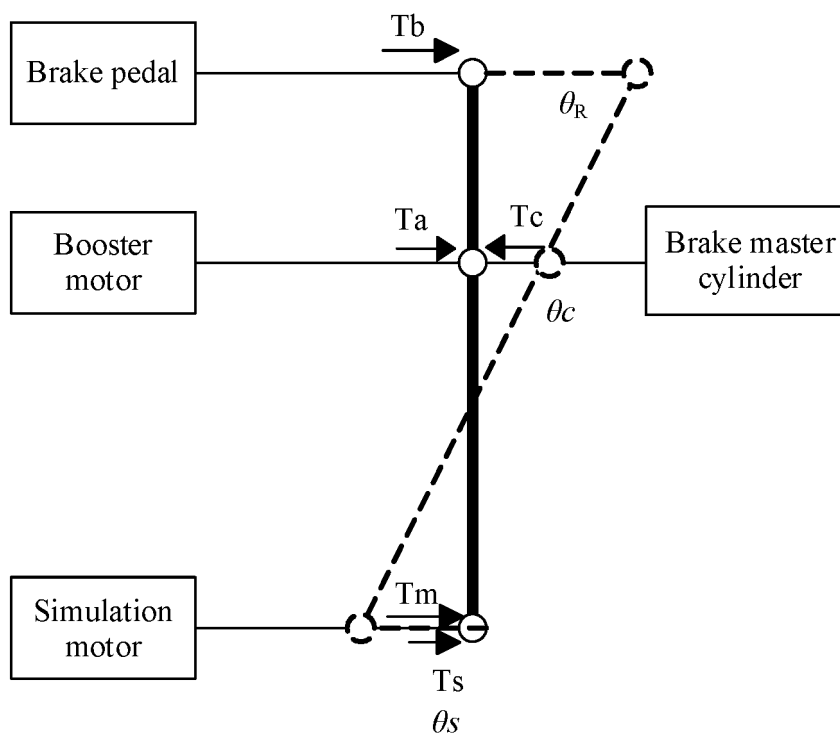 Tb
Brake pedal
θR
Ta
Tc
Booster
motor
Brake master
cylinder
θc
Simulation
motor
Tm
Ts
θs